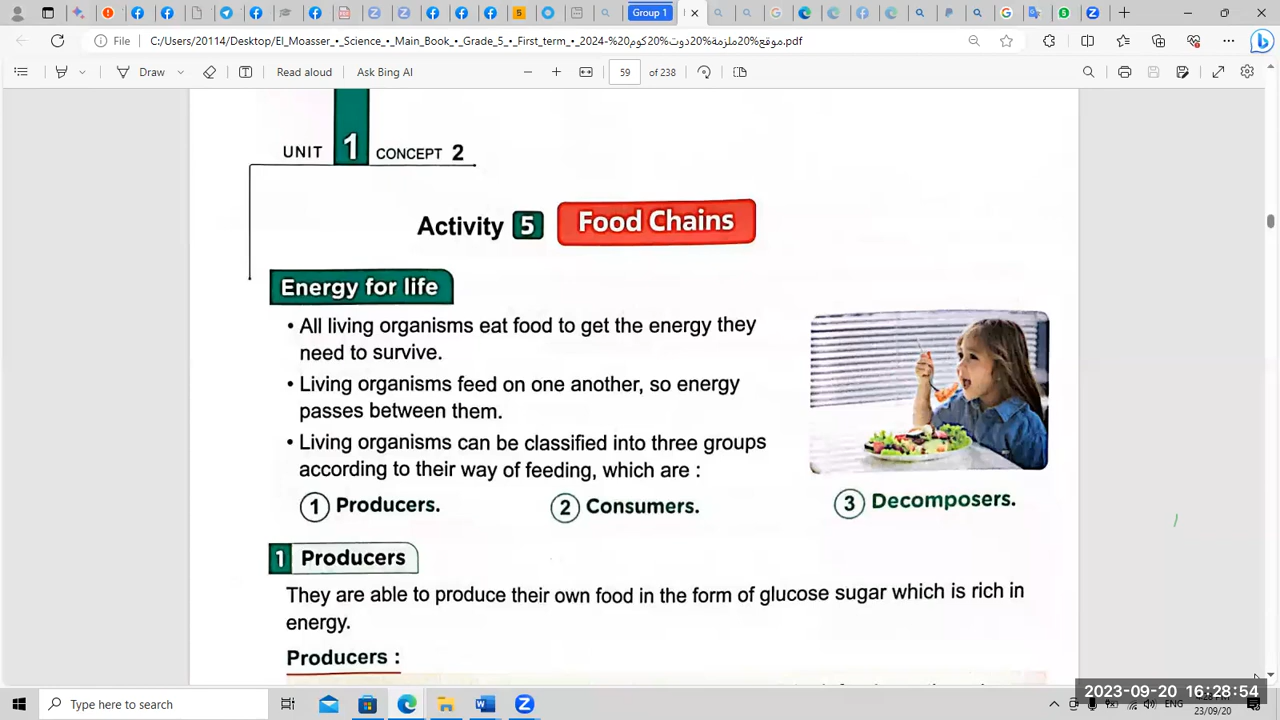 Group 1
File
C:/Users/20114/Desktop/El_Moasser_•_Science_•_Main_Book_•_Grade_5_•_First_term_•_2024-%20موقع%20ملزمة%20دوت%20كوم.pdf
Draw
Read aloud
Ask Bing AI
59
of 238
UNIT 1 CONCEPT 2
Activity 5 Food Chains
Energy for life
• All living organisms eat food to get the energy they
need to survive.
• Living organisms feed on one another, so energy
passes between them.
• Living organisms can be classified into three groups
according to their way of feeding, which are :
1 Producers.
2 Consumers.
3 Decomposers.
1 Producers
They are able to produce their own food in the form of glucose sugar which is rich in
energy.
Producers :
Type here to search
ENG
2023-09-20 16:28:54
23/09/20